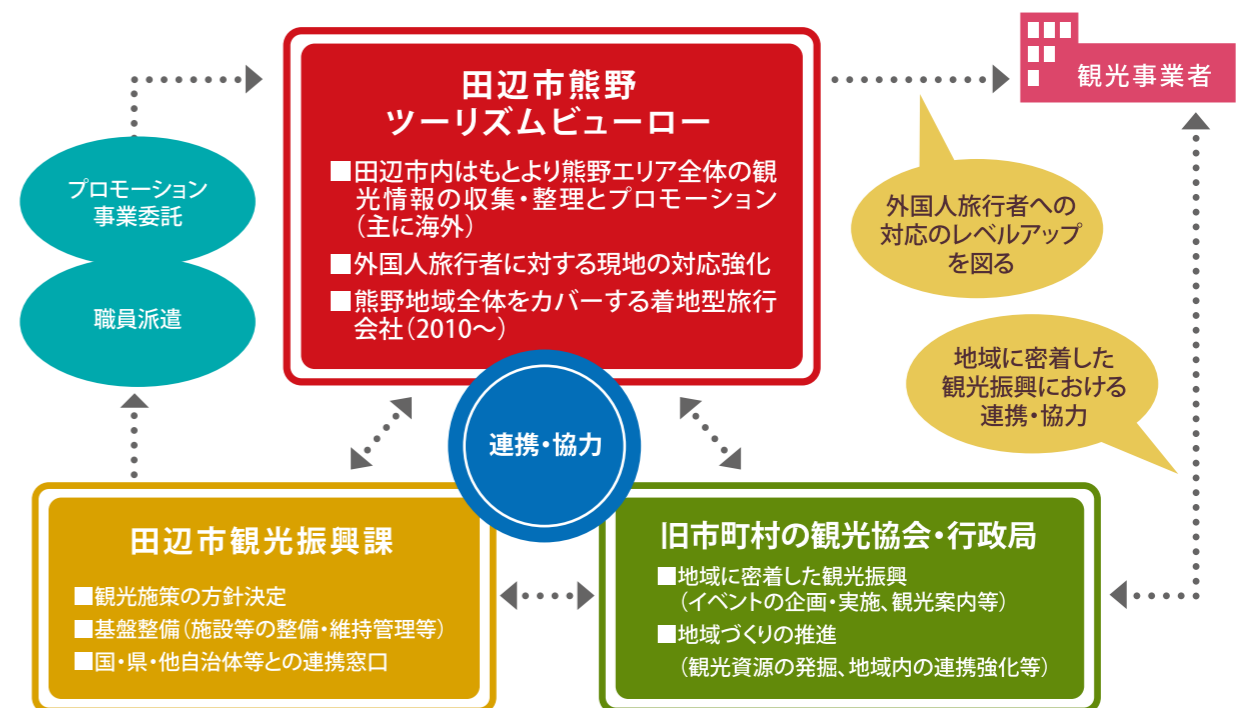 田辺市熊野
ツーリズムビューロー
■田辺市内はもとより熊野エリア全体の観
光情報の収集・整理とプロモーション
（主に海外）
■外国人旅行者に対する現地の対応強化
■熊野地域全体をカバーする着地型旅行
会社（2010～）
観光事業者
プロモーション
事業委託
職員派遣
外国人旅行者への
対応のレベルアップ
を図る
地域に密着した
観光振興における
連携・協力
連携・協力
田辺市観光振興課
■観光施策の方針決定
■基盤整備（施設等の整備・維持管理等）
■国・県・他自治体等との連携窓口
旧市町村の観光協会・行政局
■地域に密着した観光振興
（イベントの企画・実施、観光案内等）
■地域づくりの推進
（観光資源の発掘、地域内の連携強化等）